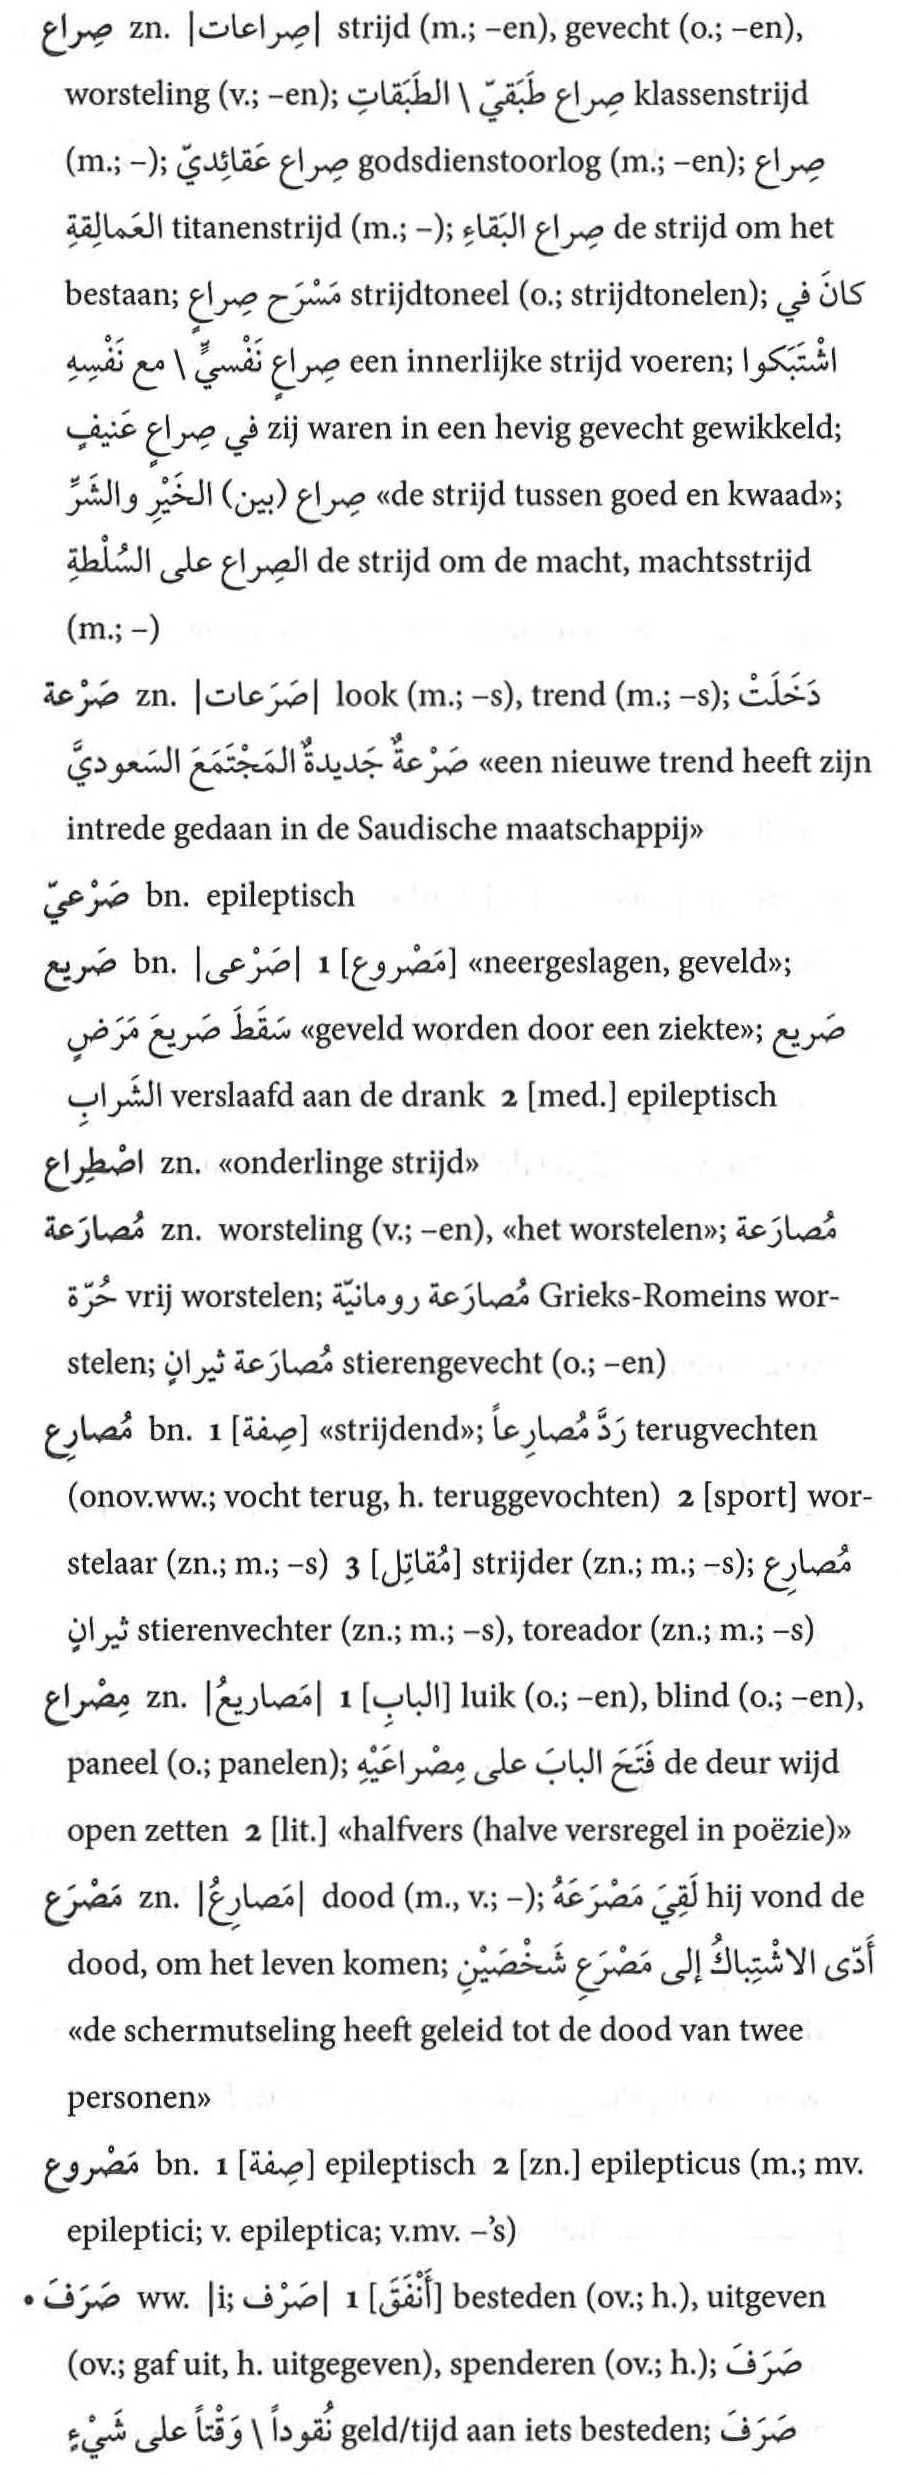 صِراع zn. |صِراعات| strijd (m.; –en), gevecht (o.; –en),
worsteling (v.; –en); صِراع طَبَقيّ \ الطَبَقاتِ klassenstrijd
(m.; –); صِراع عَقائِديّ godsdienstoorlog (m.; –en); صِراع
العَمالِقةِ titanenstrijd (m.; –); صِراع البَقاءِ de strijd om het
bestaan; مَسْرَح صِراعٍ strijdtoneel (o.; strijdtonelen); كانَ في
صِراعٍ نَفْسيٍّ \ مع نَفْسِهِ een innerlijke strijd voeren; اشْتَبَكوا
في صِراعٍ عَنيفٍ zij waren in een hevig gevecht gewikkeld;
صِراع (بين) الخَيْرِ والشَرِّ «de strijd tussen goed en kwaad»;
الصِراع على السُلْطةِ de strijd om de macht, machtsstrijd
(m.; –)
صَرْعة zn. |صَرَعات| look (m.; –s), trend (m.; –s); دَخَلَتْ
صَرْعةٌ جَديدةٌ المَجْتَمَعَ السَعوديَّ «een nieuwe trend heeft zijn
intrede gedaan in de Saudische maatschappij»
صَرْعيّ bn. epileptisch
صَريع bn. |صَرْعى| 1 [مَصْروع] «neergeslagen, geveld»;
سَقَطَ صَريعَ مَرَضٍ «geveld worden door een ziekte»; صَريع
الشَرابِ verslaafd aan de drank 2 [med.] epileptisch
اصْطِراع zn. «onderlinge strijd»
مُصارَعة zn. worsteling (v.; –en), «het worstelen»; مُصارَعة
حُرّة vrij worstelen; مُصارَعة رومانيّة Grieks-Romeins wor-
stelen; مُصارَعة ثيرانٍ stierengevecht (o.; –en)
مُصارِع bn. 1 [صِفة] «strijdend»; رَدَّ مُصارِعاً terugvechten
(onov.ww.; vocht terug, h. teruggevochten) 2 [sport] wor-
stelaar (zn.; m.; –s) 3 [مُقاتِل] strijder (zn.; m.; –s); مُصارِع
ثيرانٍ stierenvechter (zn.; m.; –s), toreador (zn.; m.; –s)
مِصْراع zn. |مَصاريعُ| 1 [البابِ] luik (o.; –en), blind (o.; –en),
paneel (o.; panelen); فَتَحَ البابَ على مِصْراعَيْهِ de deur wijd
open zetten 2 [lit.] «halfvers (halve versregel in poëzie)»
مَصْرَع zn. |مَصارِعُ| dood (m., v.; –); لَقِيَ مَصْرَعَهُ hij vond de
dood, om het leven komen; أَدّى الاشْتِباكُ إلى مَصْرَعِ شَخْصَيْنِ
«de schermutseling heeft geleid tot de dood van twee
personen»
مَصْروع bn. 1 [صِفة] epileptisch 2 [zn.] epilepticus (m.; mv.
epileptici; v. epileptica; v.mv. –’s)
• صَرَفَ ww. |i; صَرْف| 1 [أَنْفَقَ] besteden (ov.; h.), uitgeven
(ov.; gaf uit, h. uitgegeven), spenderen (ov.; h.); صَرَفَ
نُقوداً \ وَقْتاً على شَيْءٍ geld/tijd aan iets besteden; صَرَفَ